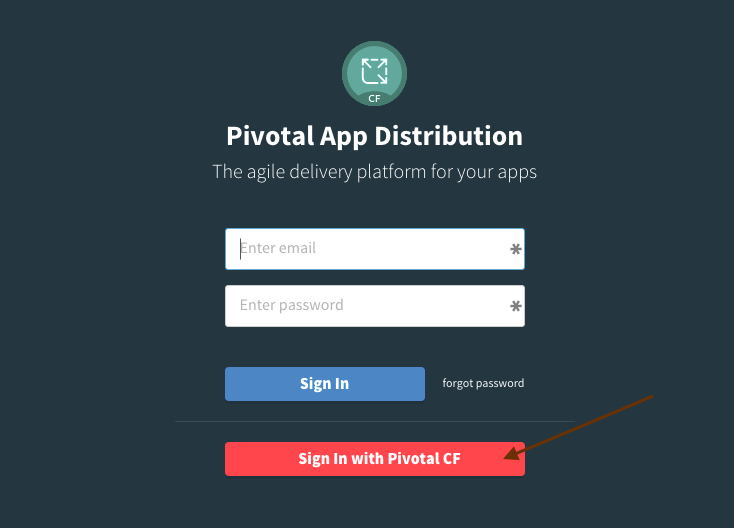 CF
Pivotal App Distribution
The agile delivery platform for your apps
Enter email
Enter password
Sign In
forgot password
Sign In with Pivotal CF